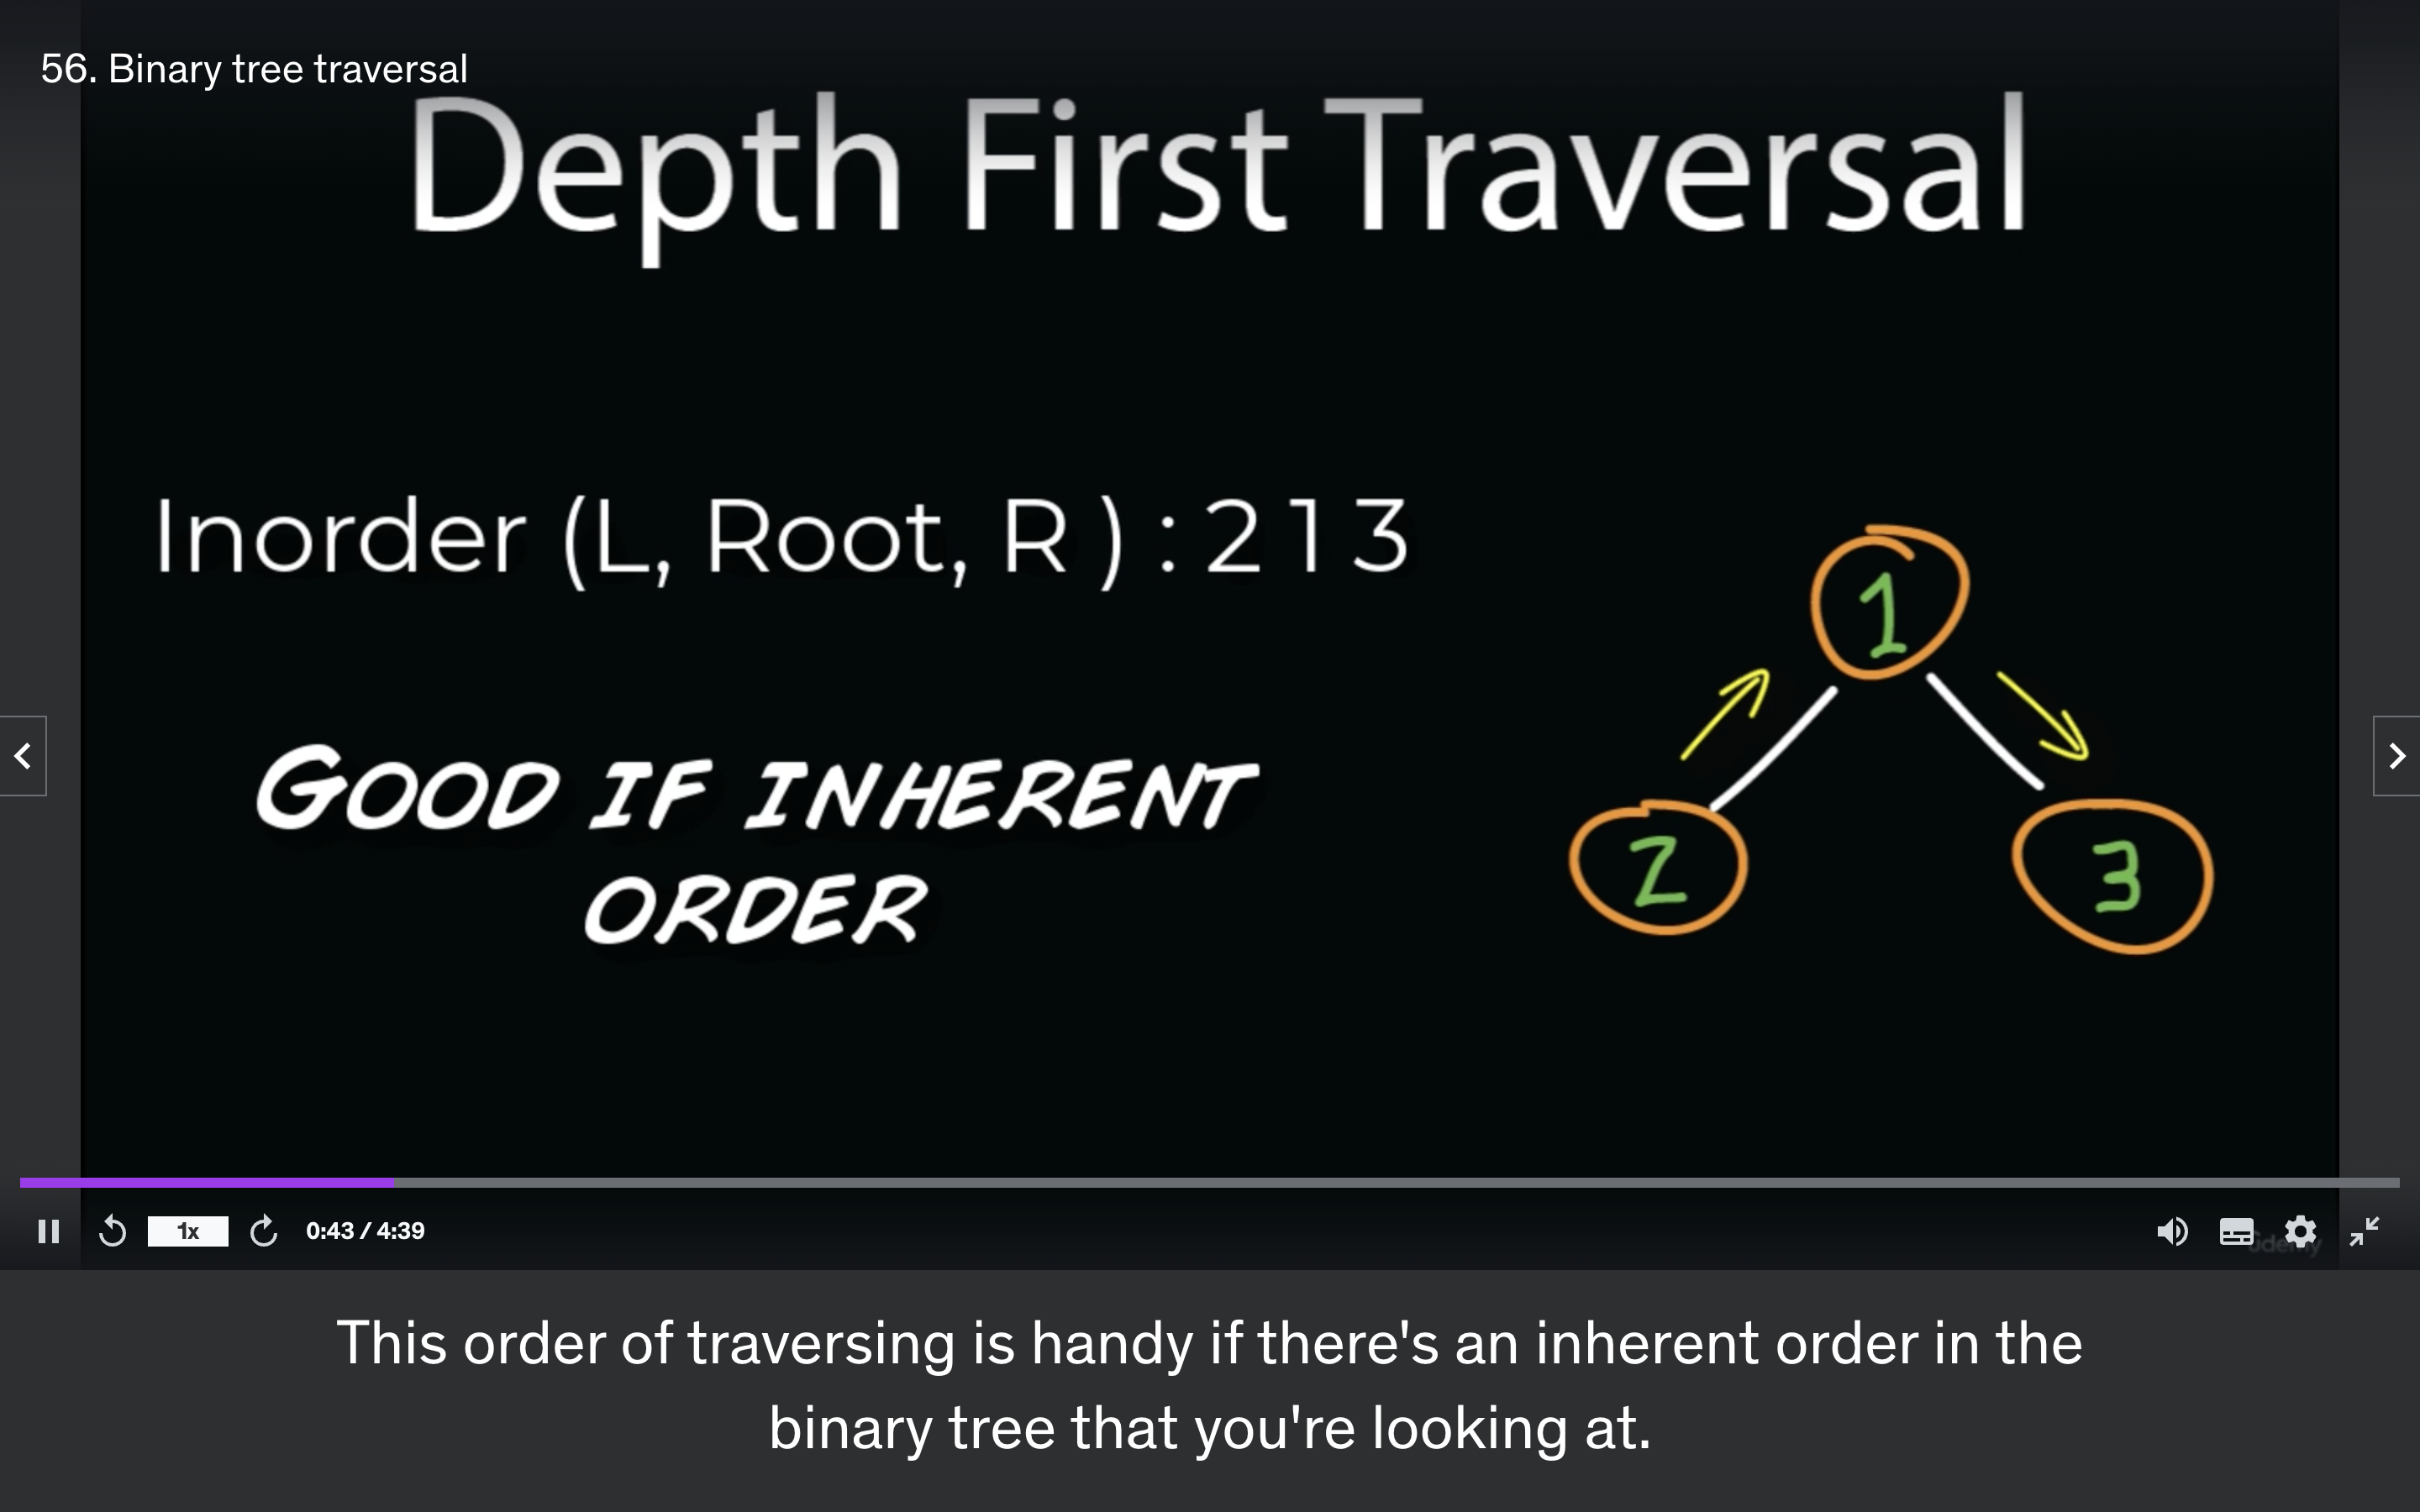 56. Binary tree traversal
Depth First Traversal
Inorder (L, Root, R ) : 2 1 3
GOOD IF INHERENT
ORDER
1
2
3
1x
0:43 / 4:39
udemy
This order of traversing is handy if there's an inherent order in the
binary tree that you're looking at.